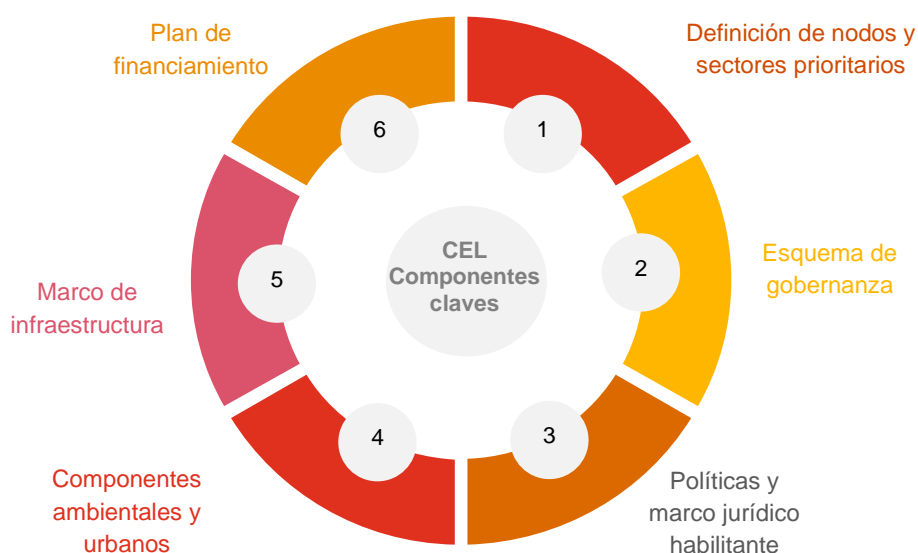 Plan de
financiamiento
Definición de nodos y
sectores prioritarios
6
1
CEL
Componentes
claves
5
2
Marco de
infraestructura
Esquema de
gobernanza
4
3
Componentes
ambientales y
urbanos
Políticas y
marco jurídico
habilitante